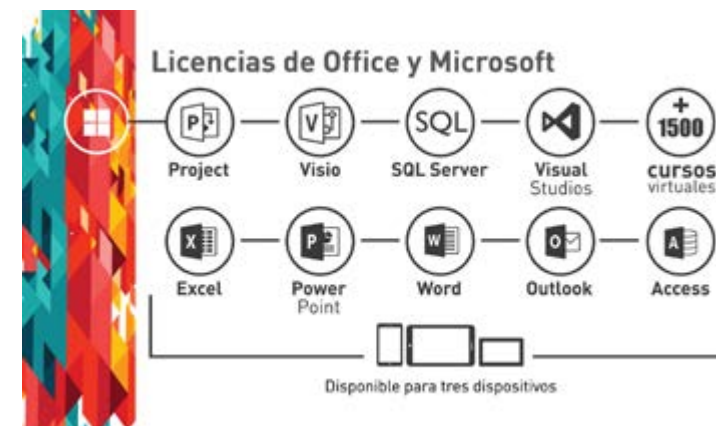 Licencias de Office y Microsoft
P
V
SQL
+
1500
Project
Visio
SQL Server
Visual
Studios
cursos
virtuales
X
P
W
O
A
Excel
Power
Point
Word
Outlook
Access
Disponible para tres dispositivos